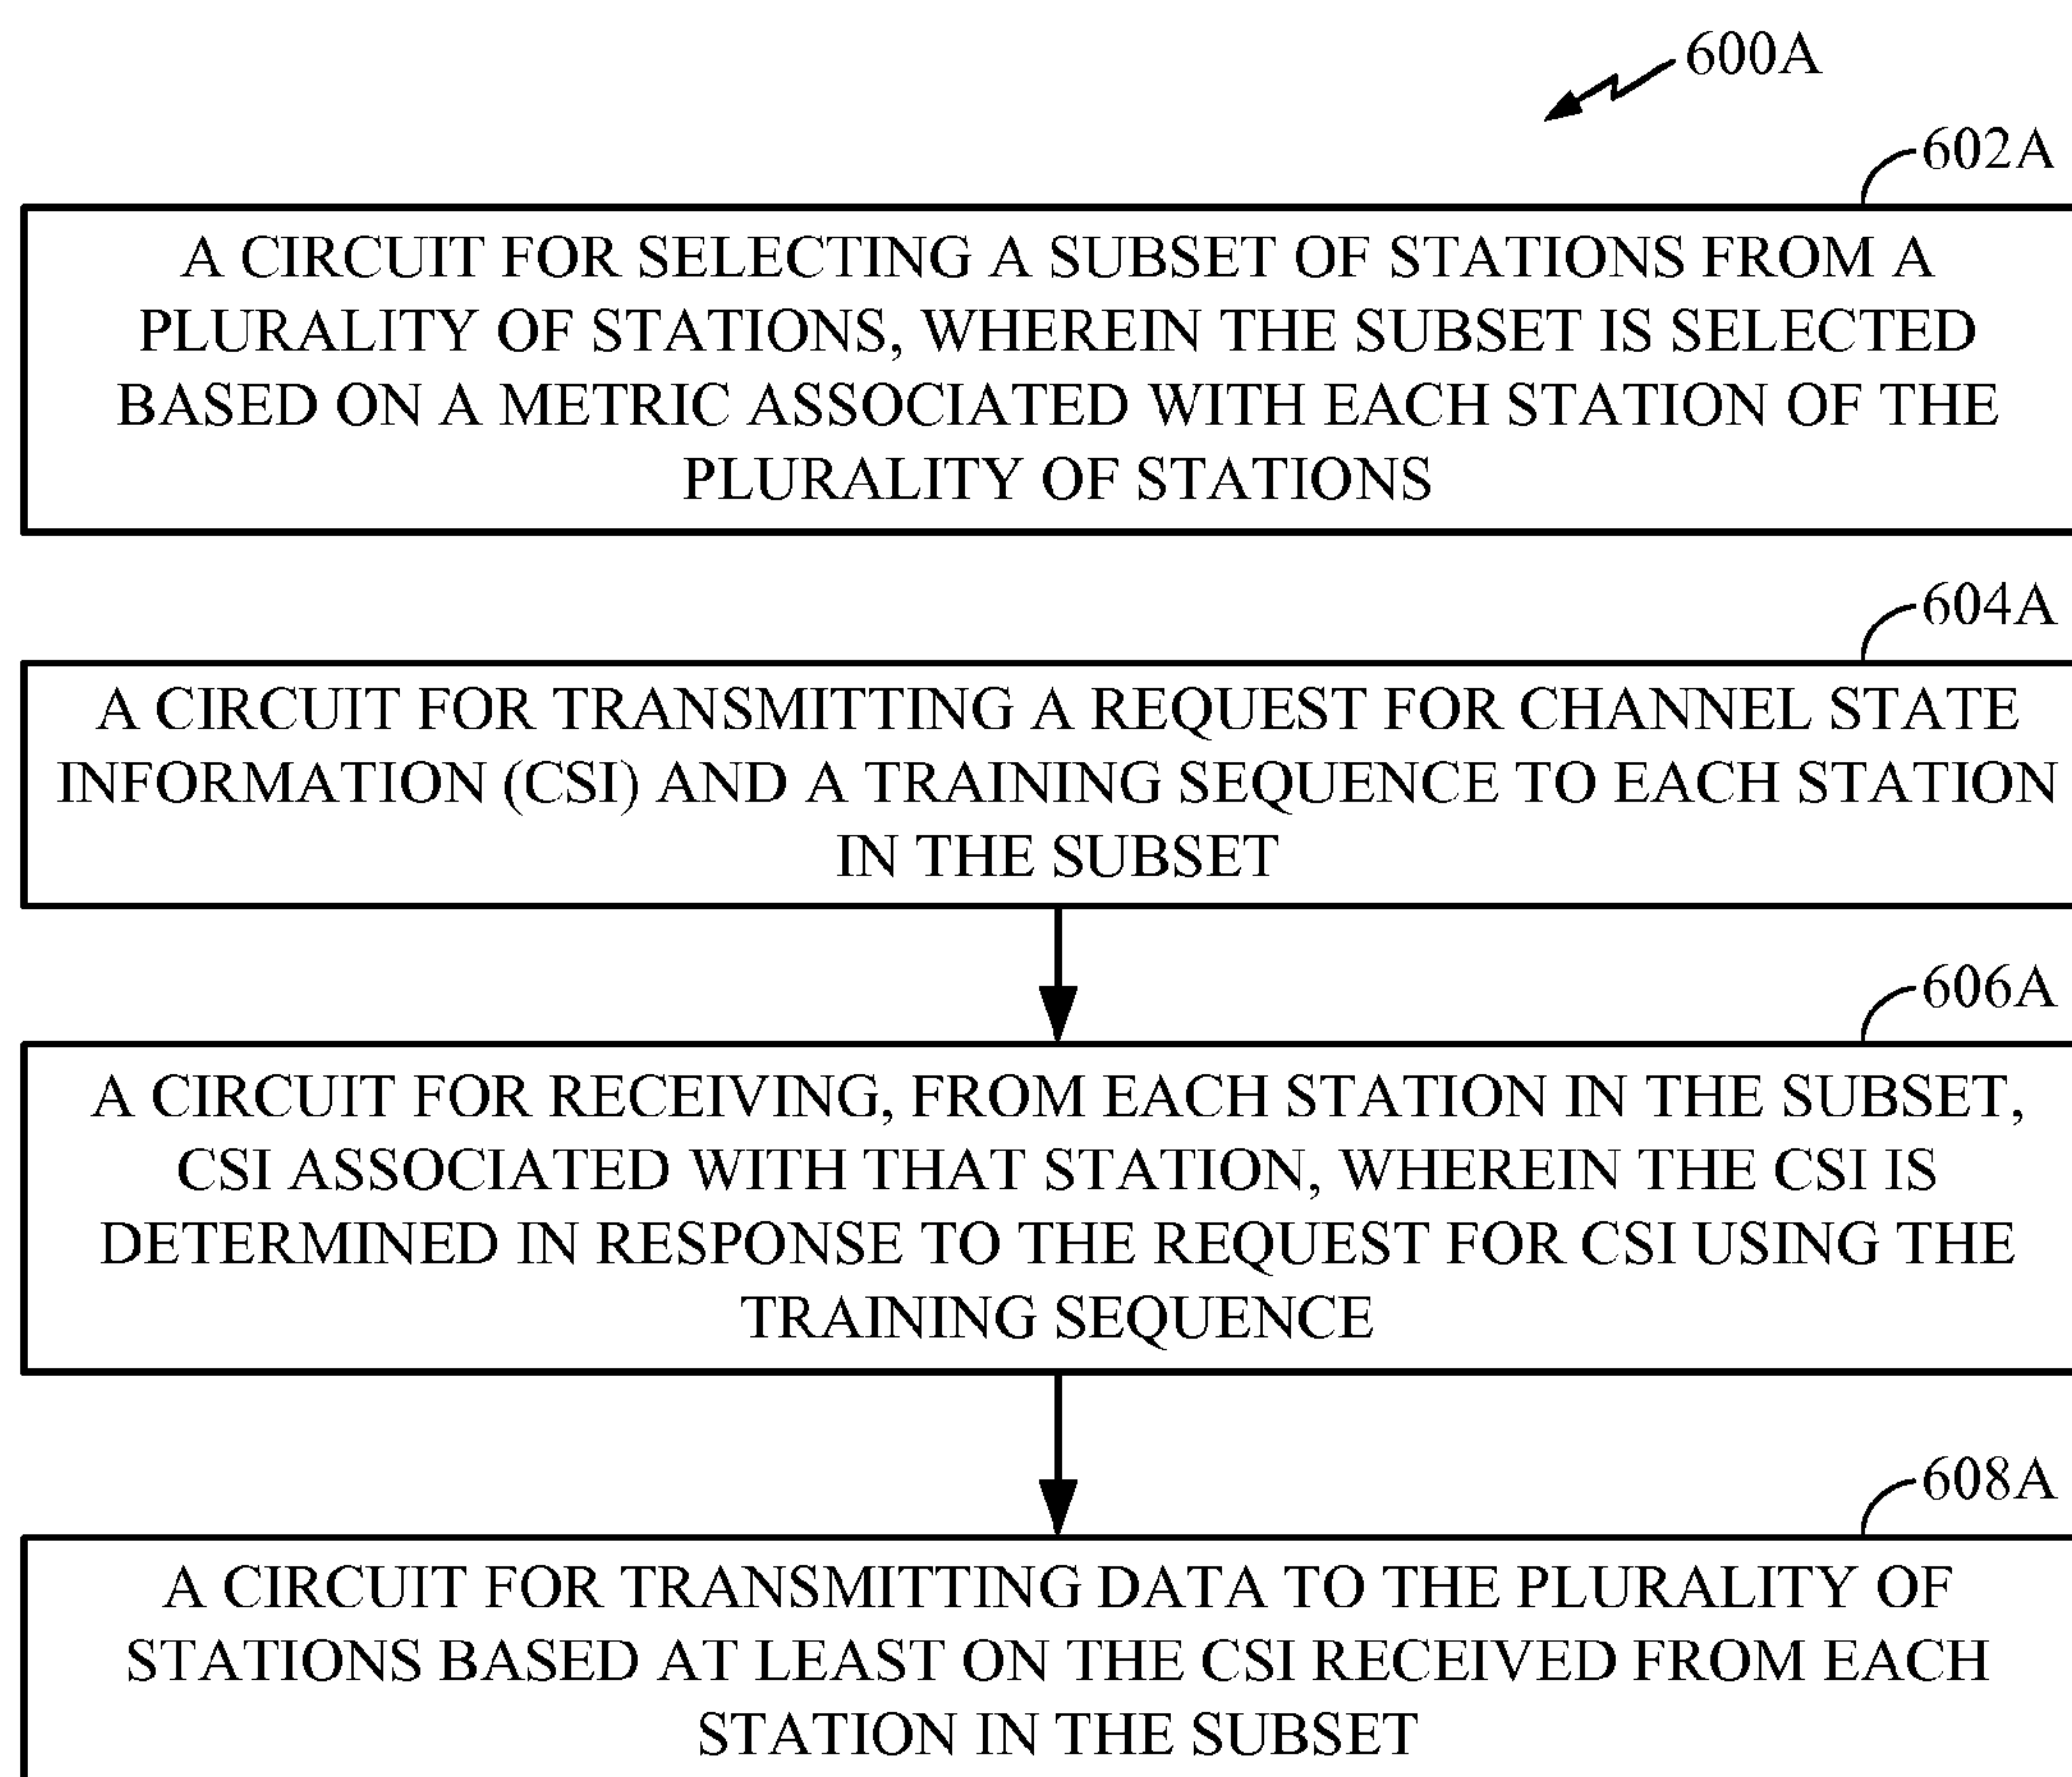 600A
602A
A CIRCUIT FOR SELECTING A SUBSET OF STATIONS FROM A
PLURALITY OF STATIONS, WHEREIN THE SUBSET IS SELECTED
BASED ON A METRIC ASSOCIATED WITH EACH STATION OF THE
PLURALITY OF STATIONS
604A
A CIRCUIT FOR TRANSMITTING A REQUEST FOR CHANNEL STATE
INFORMATION (CSI) AND A TRAINING SEQUENCE TO EACH STATION
IN THE SUBSET
606A
A CIRCUIT FOR RECEIVING, FROM EACH STATION IN THE SUBSET,
CSI ASSOCIATED WITH THAT STATION, WHEREIN THE CSI IS
DETERMINED IN RESPONSE TO THE REQUEST FOR CSI USING THE
TRAINING SEQUENCE
608A
A CIRCUIT FOR TRANSMITTING DATA TO THE PLURALITY OF
STATIONS BASED AT LEAST ON THE CSI RECEIVED FROM EACH
STATION IN THE SUBSET